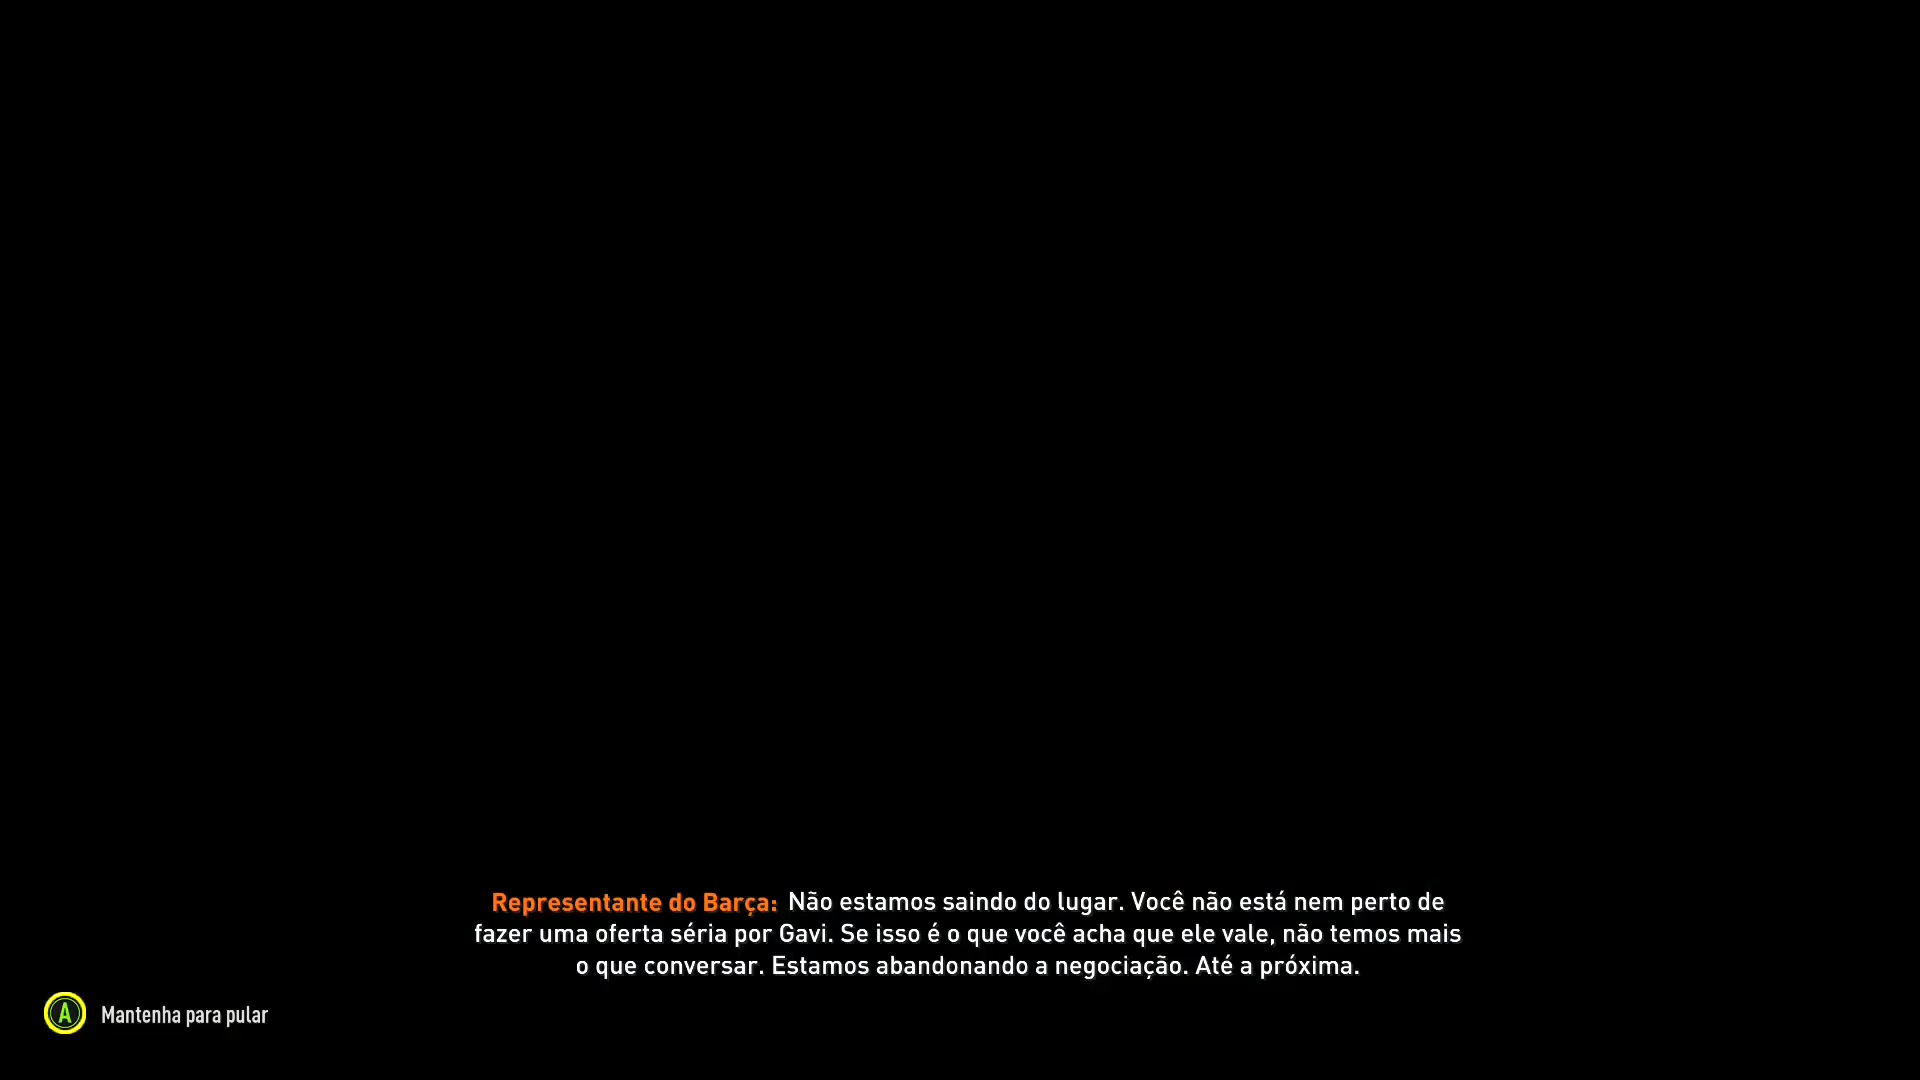 Representante do Barça: Não estamos saindo do lugar. Você não está nem perto de
fazer uma oferta séria por Gavi. Se isso é o que você acha que ele vale, não temos mais
o que conversar. Estamos abandonando a negociação. Até a próxima.
A Mantenha para pular